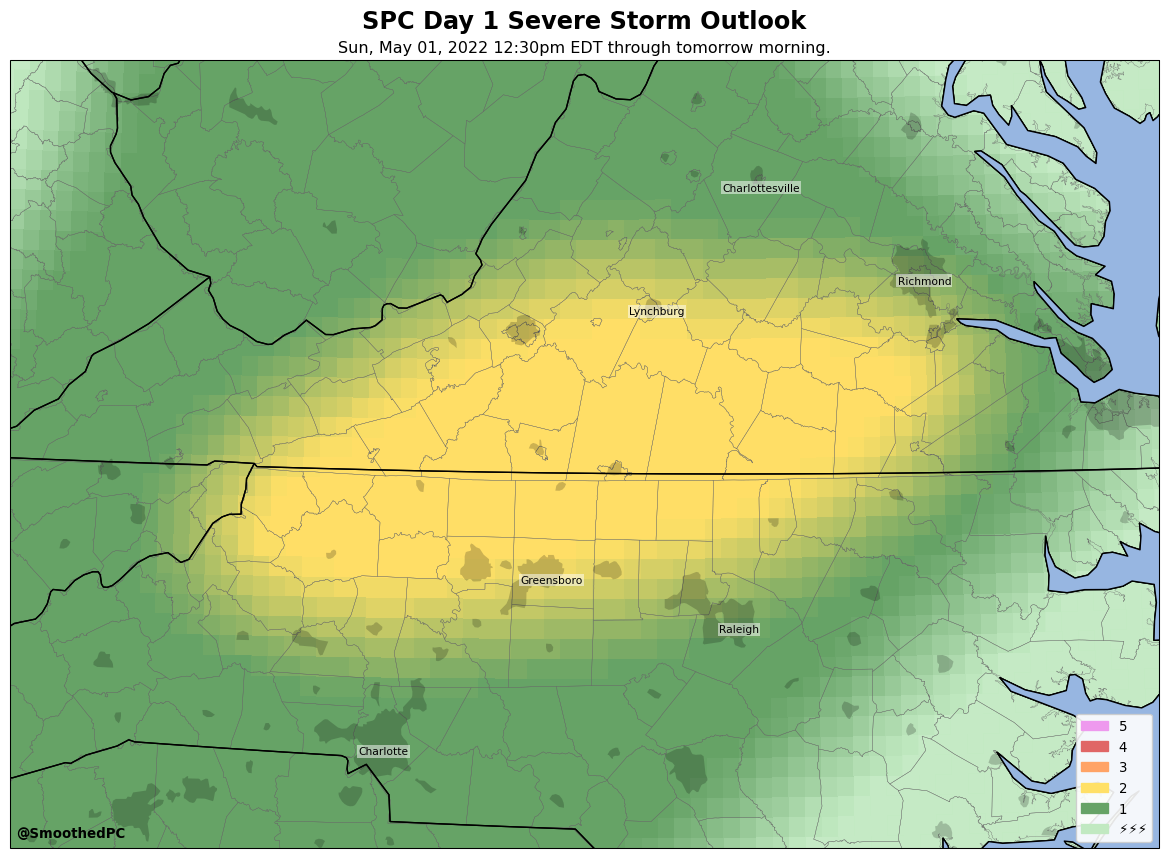 SPC Day 1 Severe Storm Outlook
Sun, May 01, 2022 12:30pm EDT through tomorrow morning.
Charlottesville
Richmond
Lynchburg
Greensboro
Raleigh
Charlotte
5
4
3
2
1
⚡⚡⚡
@SmoothedPC